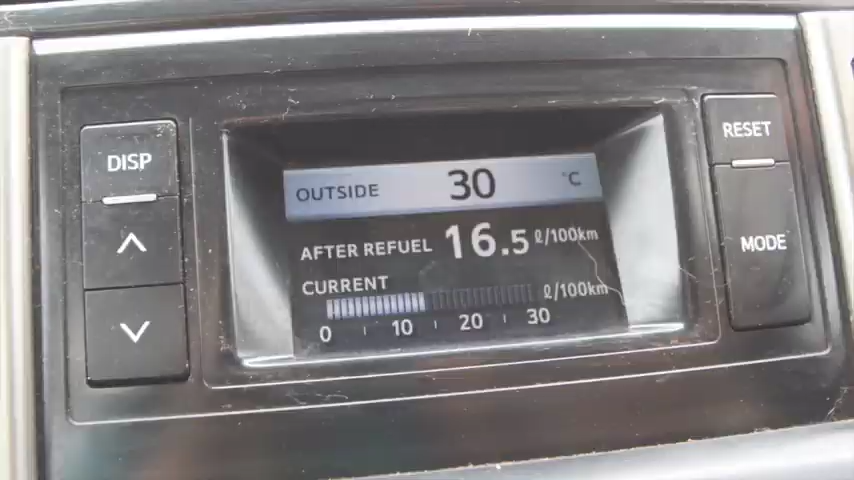 DISP
RESET
MODE
OUTSIDE 30 °C
AFTER REFUEL 16.5 ℓ/100km
CURRENT
ℓ/100km
0 10 20 30